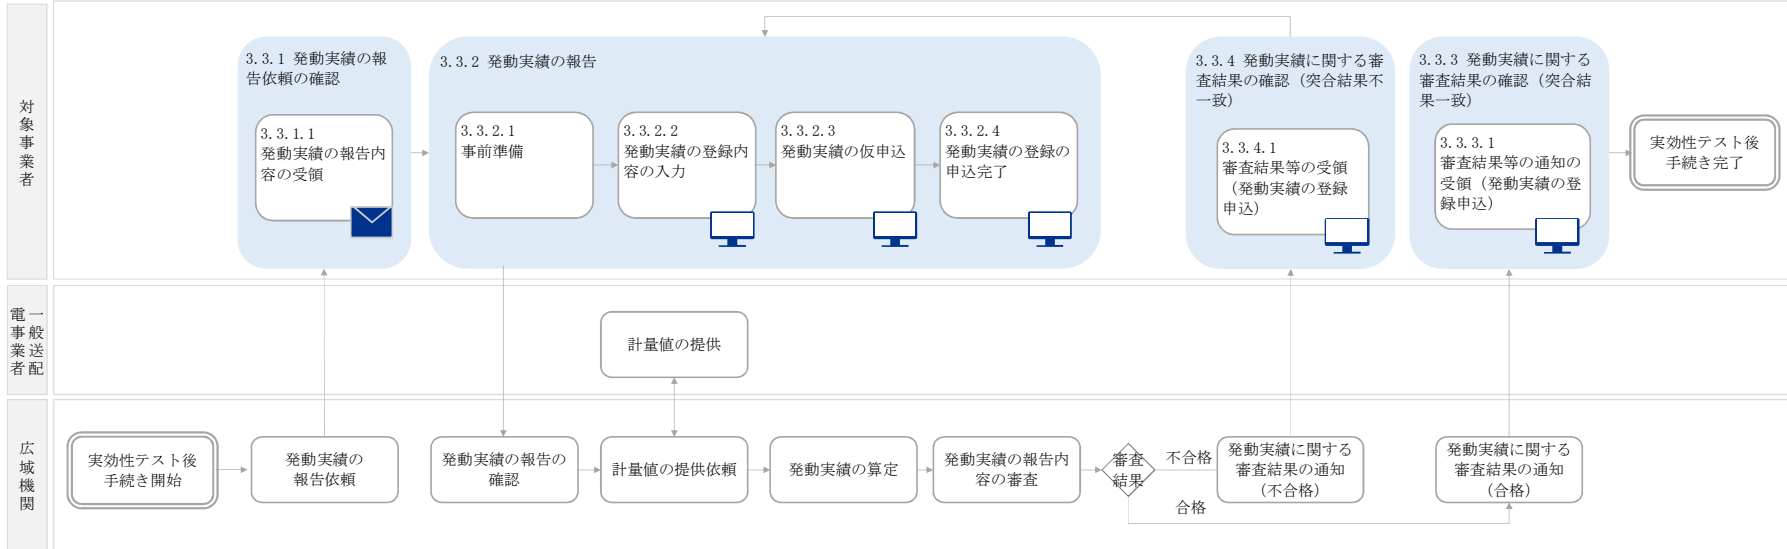 対象事業者
3.3.1 発動実績の報
告依頼の確認
3.3.1.1
発動実績の報告内
容の受領
3.3.2 発動実績の報告
3.3.2.1
事前準備
3.3.2.2
発動実績の登録内
容の入力
3.3.2.3
発動実績の仮申込
3.3.2.4
発動実績の登録の
申込完了
3.3.4 発動実績に関する審
査結果の確認（突合結果不
一致）
3.3.4.1
審査結果等の受領
（発動実績の登録
申込）
3.3.3 発動実績に関する
審査結果の確認（突合結
果一致）
3.3.3.1
審査結果等の通知の
受領（発動実績の登
録申込）
実効性テスト後
手続き完了
一般送配
電事業者
計量値の提供
広域機関
実効性テスト後
手続き開始
発動実績の
報告依頼
発動実績の報告の
確認
計量値の提供依頼
発動実績の算定
発動実績の報告内
容の審査
審査
結果
不合格
合格
発動実績に関する
審査結果の通知
（不合格）
発動実績に関する
審査結果の通知
（合格）